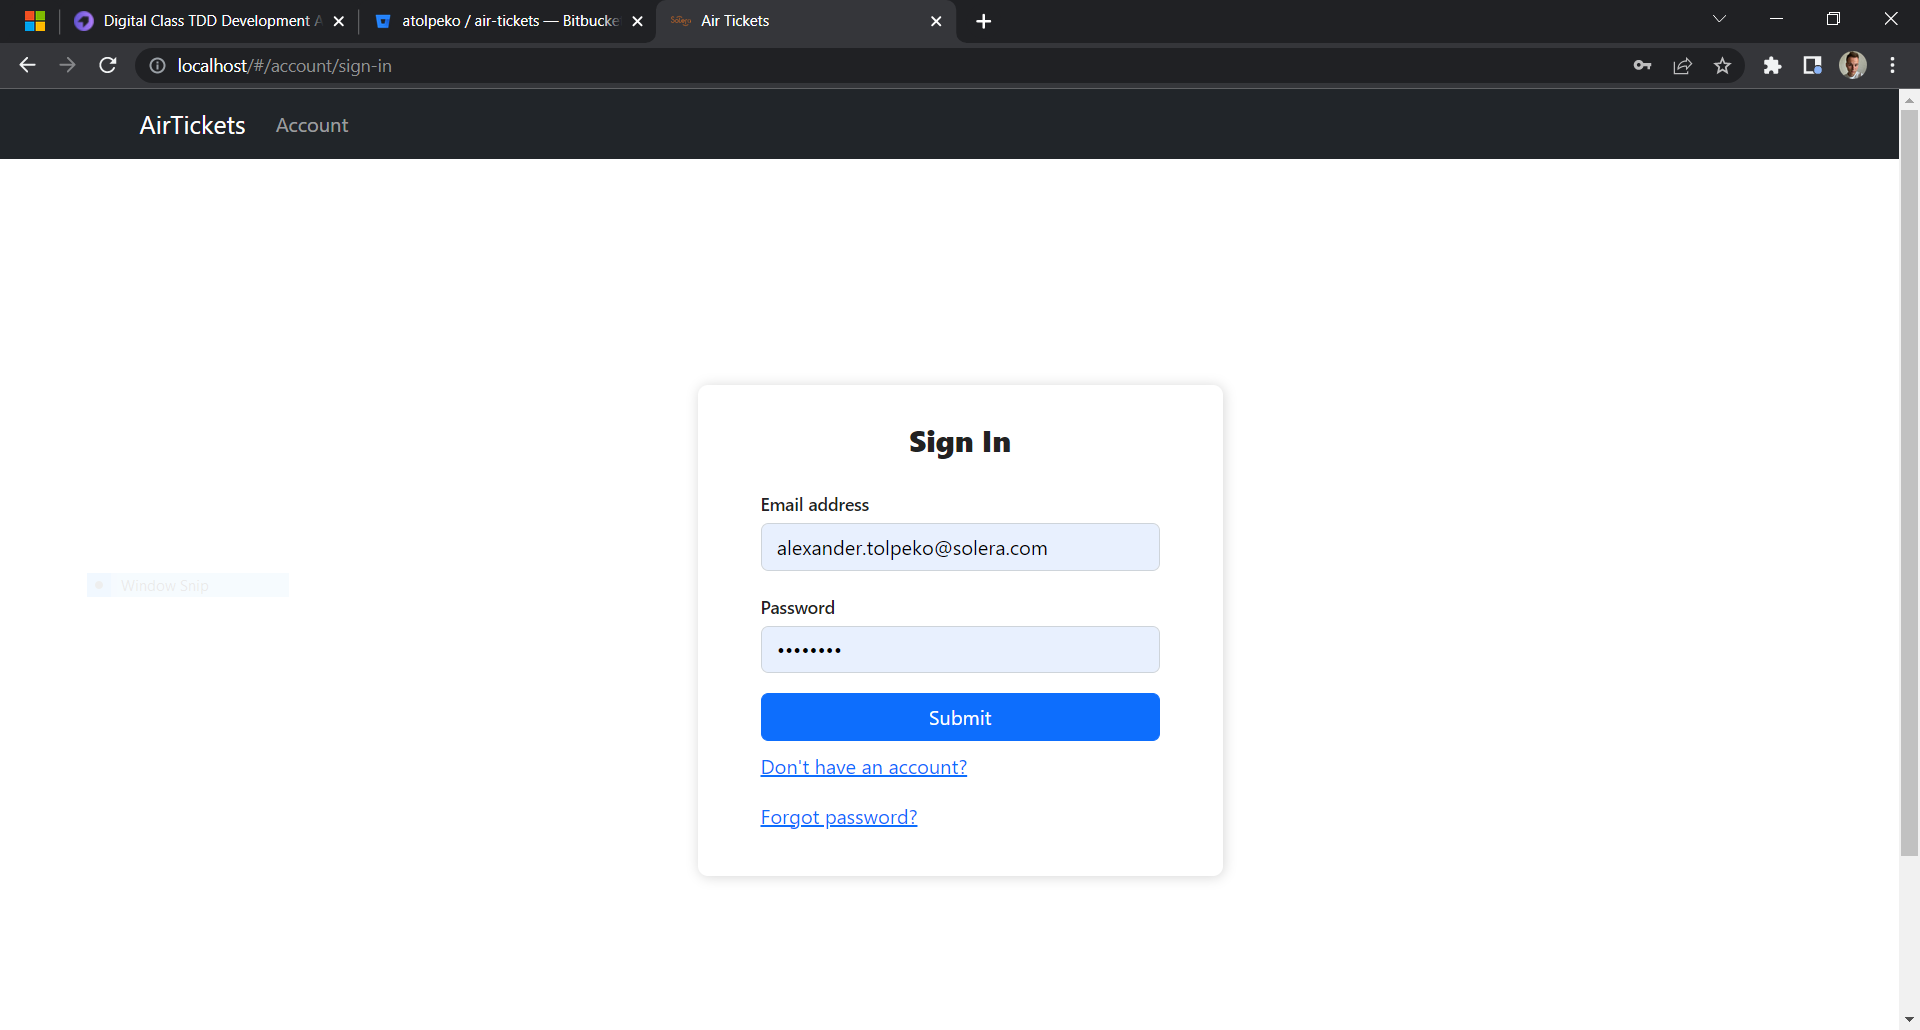 Digital Class TDD Development A
atolpeko / air-tickets — Bitbucke
Solera
Air Tickets
localhost/#/account/sign-in
AirTickets
Account
Sign In
Email address
alexander.tolpeko@solera.com
Window Snip
Password
••••••••
Submit
Don't have an account?
Forgot password?